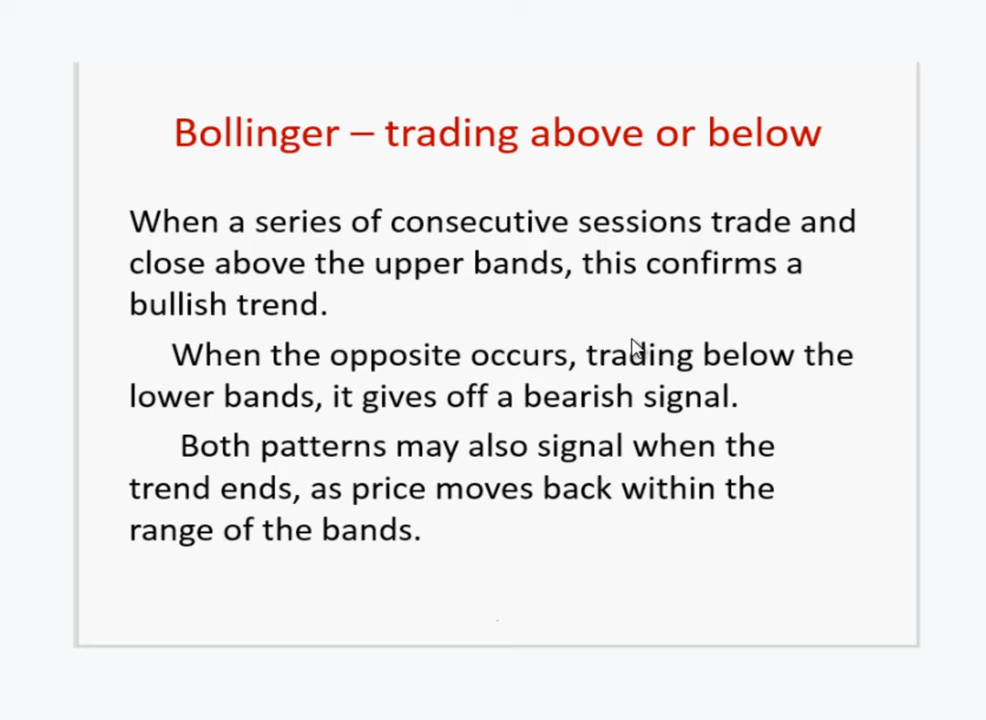 Bollinger – trading above or below
When a series of consecutive sessions trade and
close above the upper bands, this confirms a
bullish trend.
When the opposite occurs, trading below the
lower bands, it gives off a bearish signal.
Both patterns may also signal when the
trend ends, as price moves back within the
range of the bands.